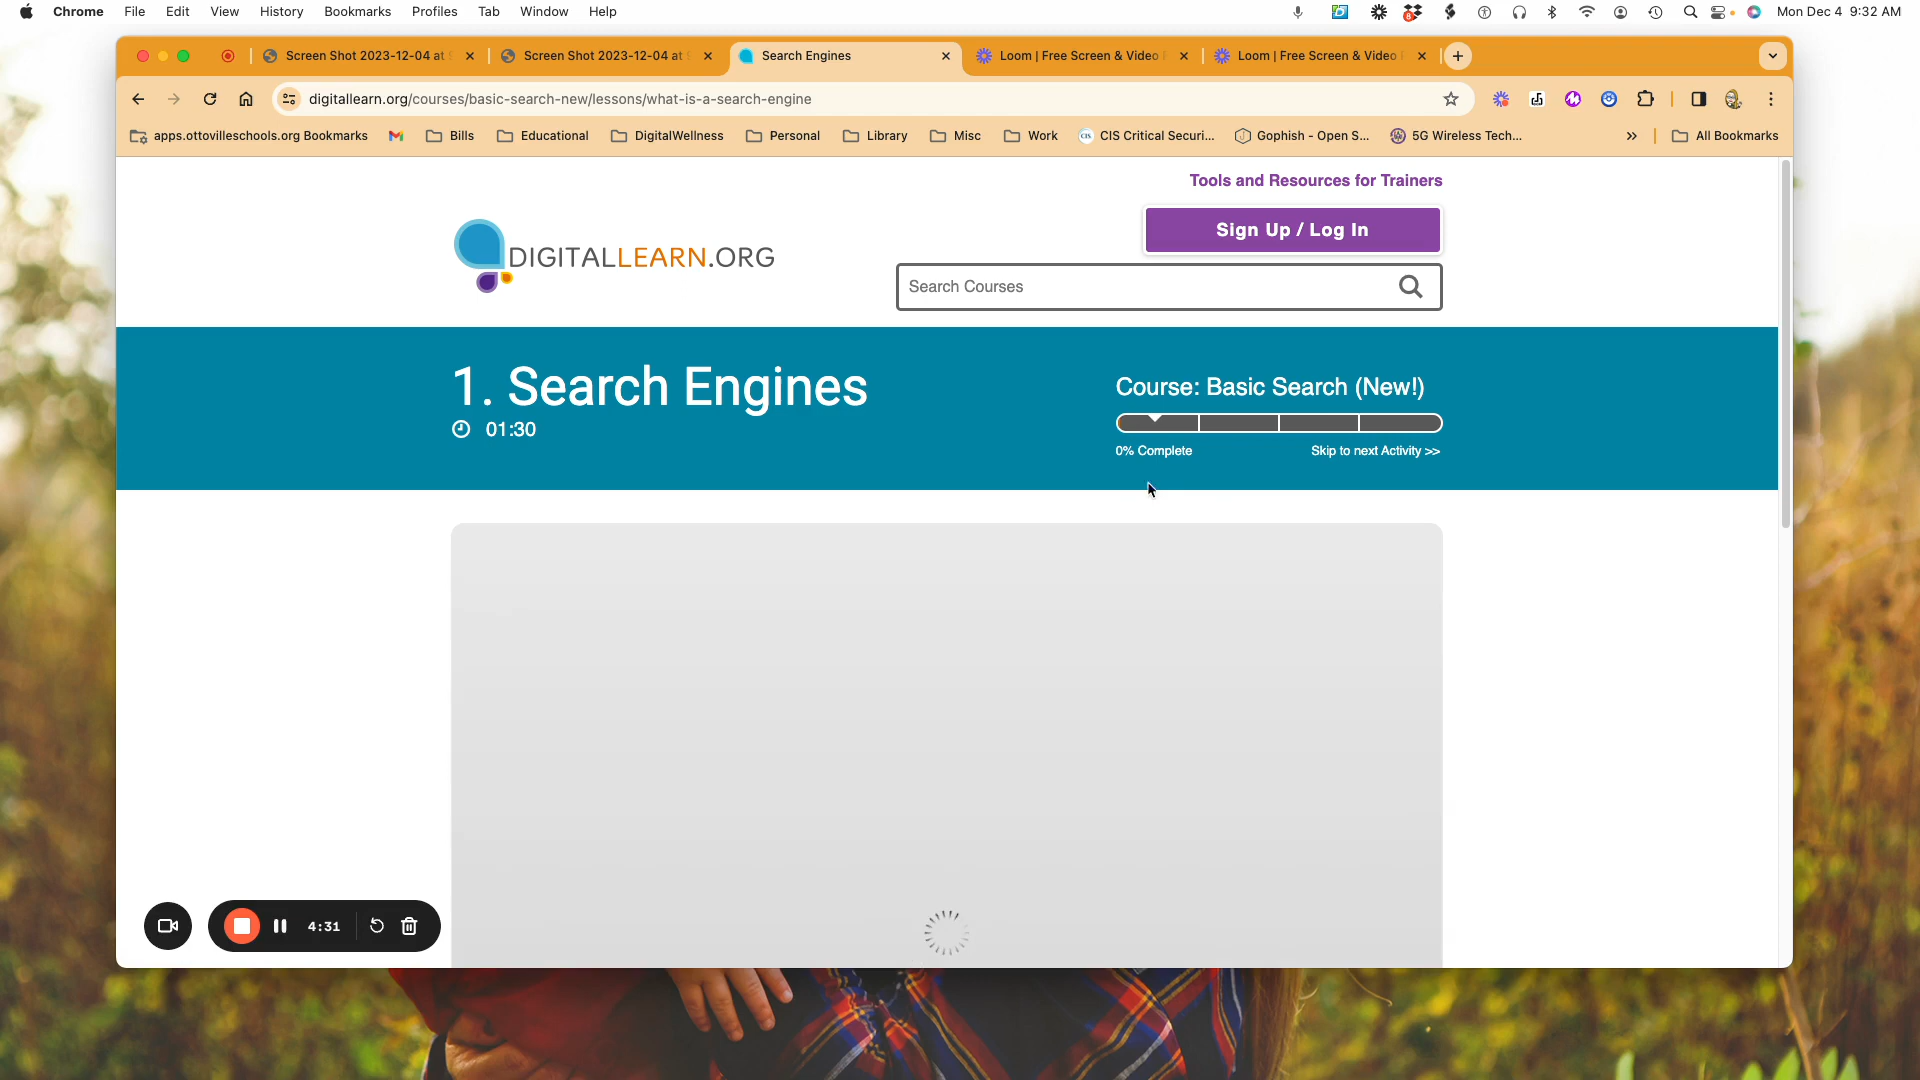 Chrome File Edit View History Bookmarks Profiles Tab Window Help
8
Mon Dec 4 9:32 AM
Screen Shot 2023-12-04 at
Screen Shot 2023-12-04 at
Search Engines
Loom | Free Screen & Video
Loom | Free Screen & Video
digitallearn.org/courses/basic-search-new/lessons/what-is-a-search-engine
apps.ottovilleschools.org Bookmarks
Bills
Educational
DigitalWellness
Personal
Library
Misc
Work
CIS
CIS Critical Securi...
Gophish - Open S...
5G Wireless Tech...
All Bookmarks
Tools and Resources for Trainers
DIGITALLEARN.ORG
Sign Up / Log In
Search Courses
1. Search Engines
01:30
Course: Basic Search (New!)
0% Complete
Skip to next Activity >>
4:31